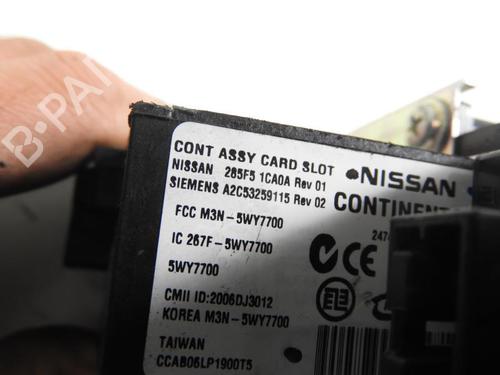 B-PARTS
CONT ASSY CARD SLOT
NISSAN 285F5 1CA0A Rev 01
SIEMENS A2C53259115 Rev 02
NISSAN
FCC M3N-5WY7700
IC 267F-5WY7700
5WY7700
CMII ID:2006DJ3012
KOREA M3N-5WY7700
TAIWAN
CCAB06LP1900T5